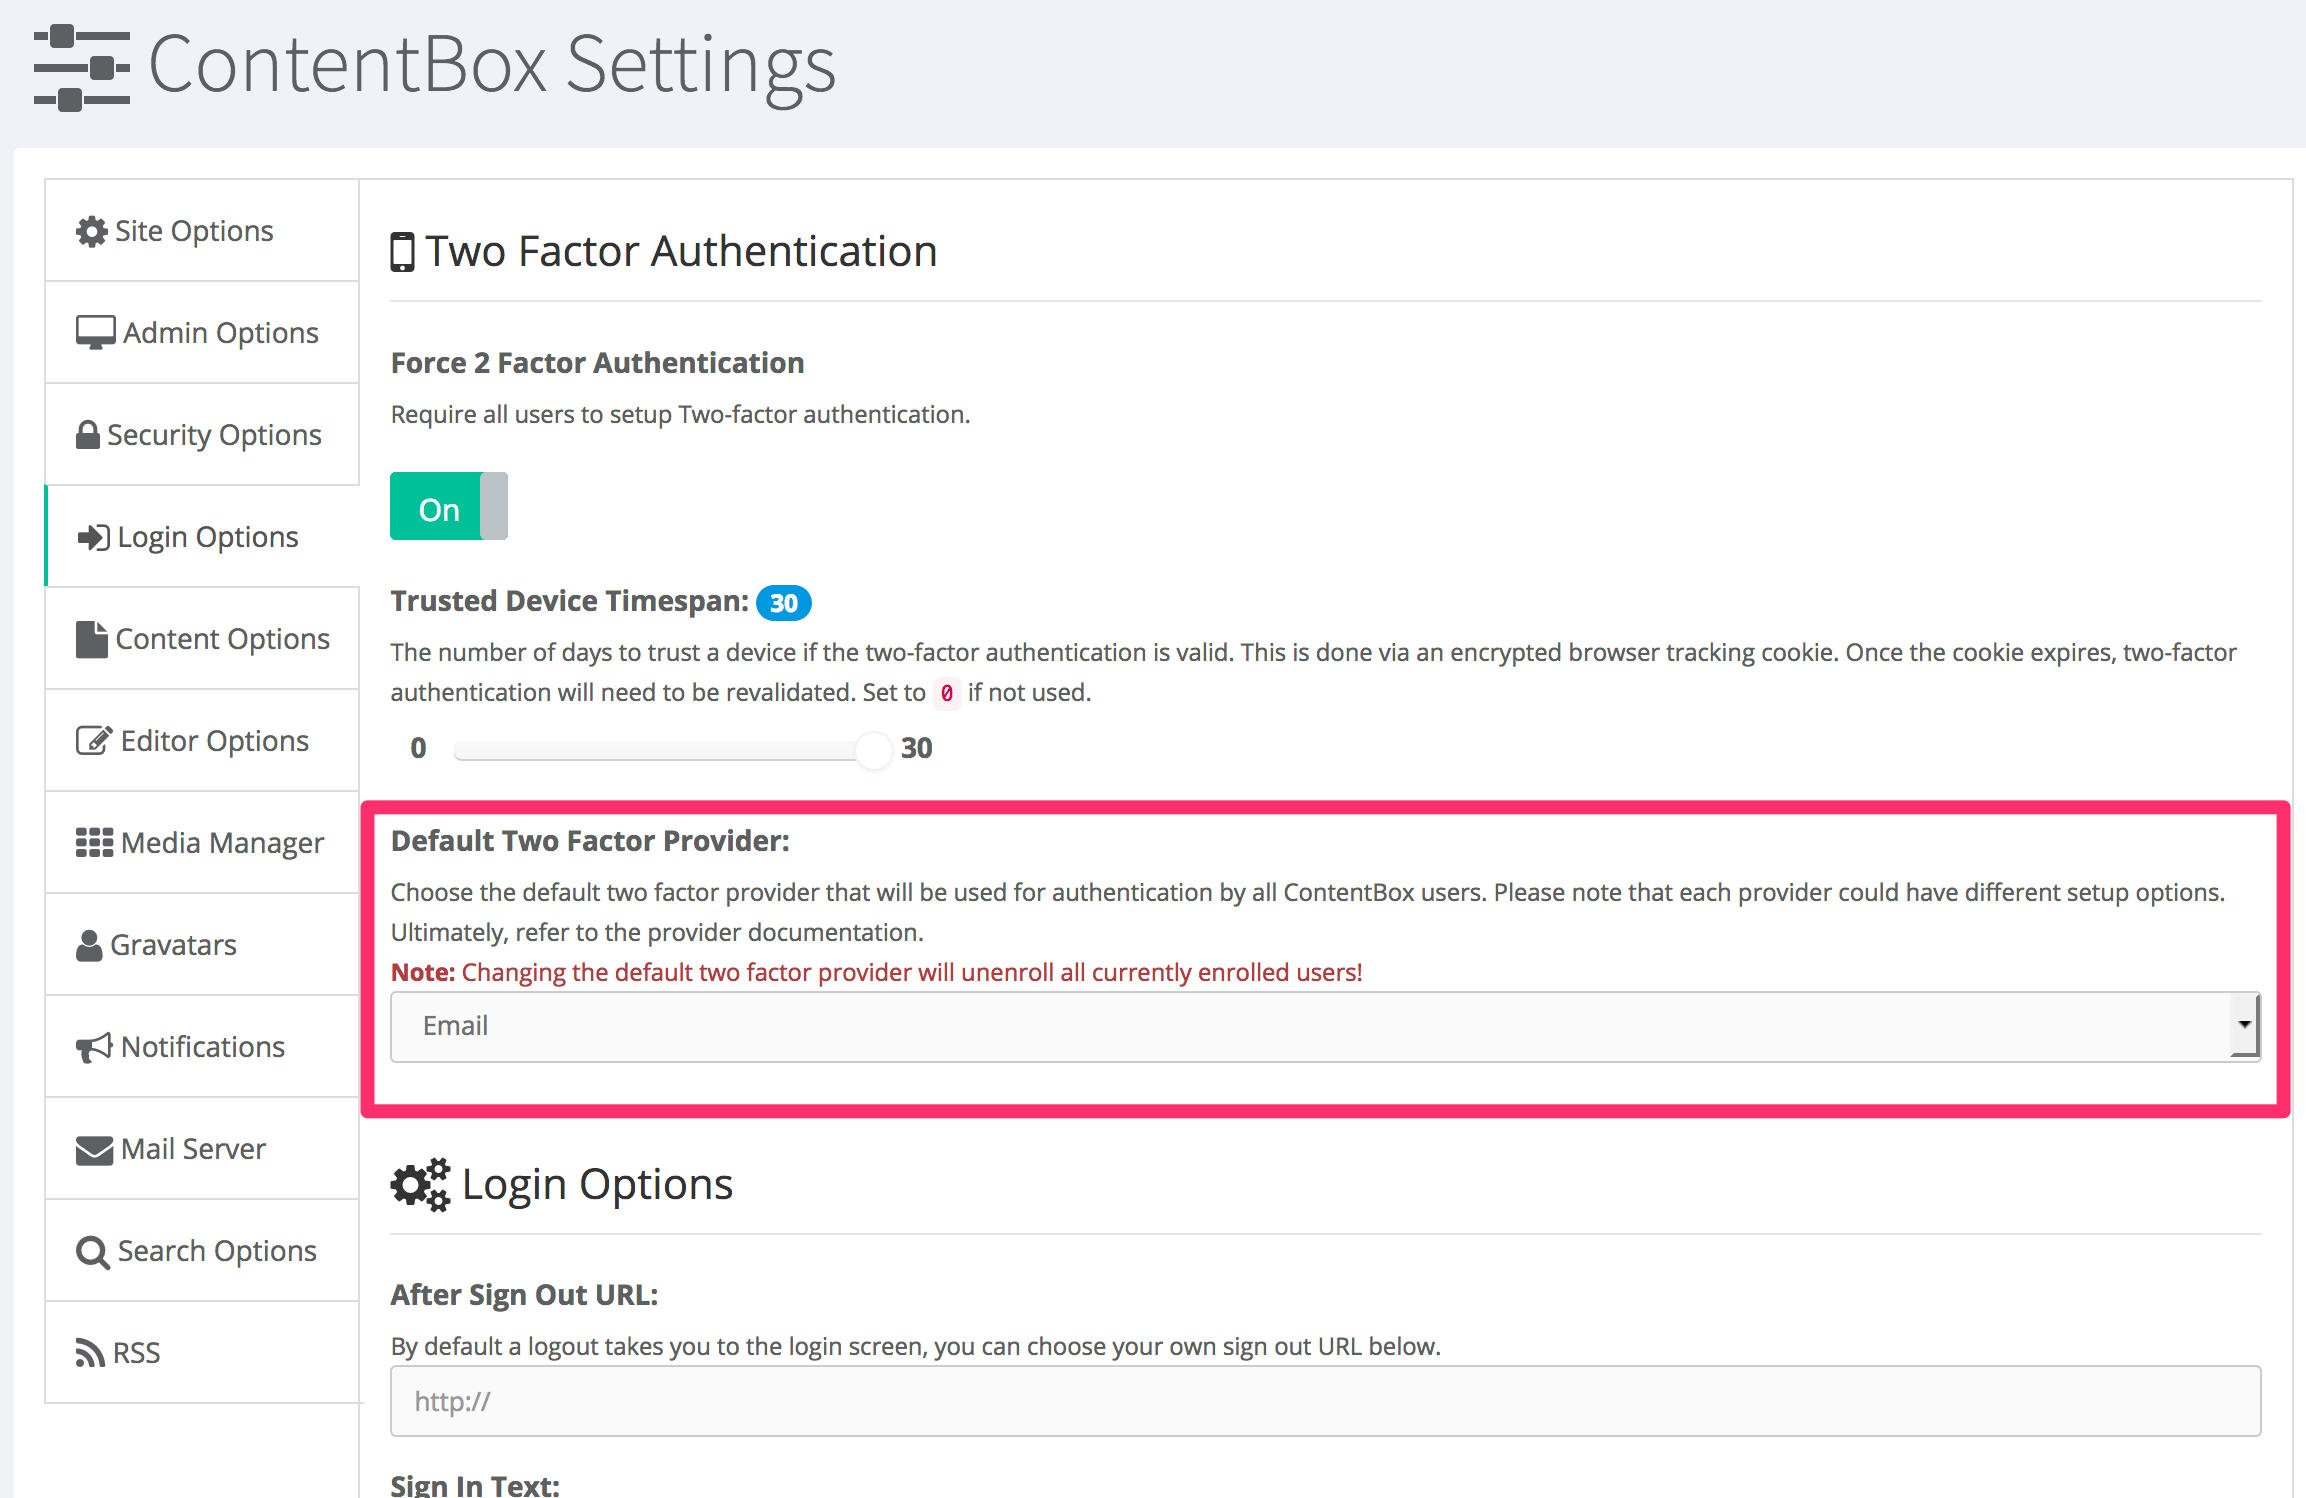 ContentBox Settings
Site Options
Admin Options
Security Options
Login Options
Content Options
Editor Options
Media Manager
Gravatars
Notifications
Mail Server
Search Options
RSS
Two Factor Authentication
Force 2 Factor Authentication
Require all users to setup Two-factor authentication.
On
Trusted Device Timespan: 30
The number of days to trust a device if the two-factor authentication is valid. This is done via an encrypted browser tracking cookie. Once the cookie expires, two-factor
authentication will need to be revalidated. Set to 0 if not used.
0 30
Default Two Factor Provider:
Choose the default two factor provider that will be used for authentication by all ContentBox users. Please note that each provider could have different setup options.
Ultimately, refer to the provider documentation.
Note: Changing the default two factor provider will unenroll all currently enrolled users!
Email
Login Options
After Sign Out URL:
By default a logout takes you to the login screen, you can choose your own sign out URL below.
http://
Sign In Text: